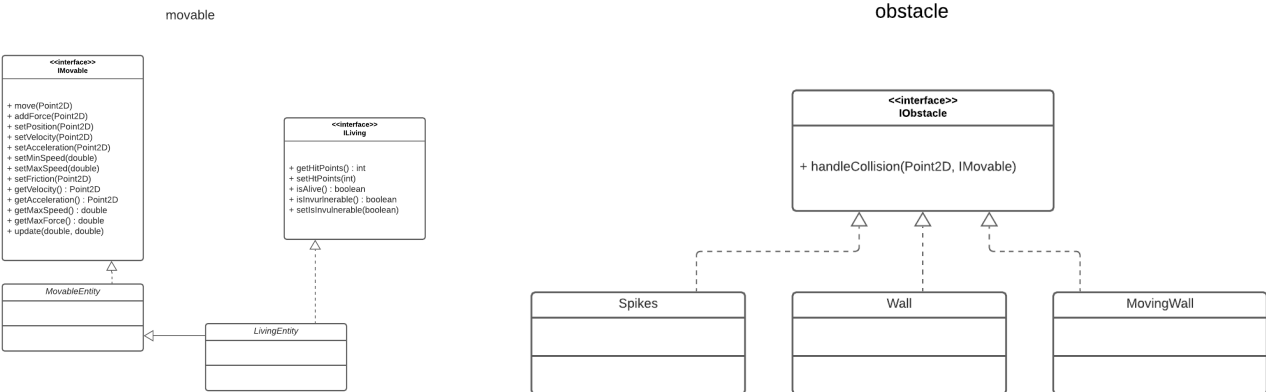 movable
<<interface>>
IMovable
+ move(Point2D)
+ addForce(Point2D)
+ setPosition(Point2D)
+ setVelocity(Point2D)
+ setAcceleration(Point2D)
+ setMinSpeed(double)
+ setMaxSpeed(double)
+ setFriction(Point2D)
+ getVelocity() : Point2D
+ getAcceleration() : Point2D
+ getMaxSpeed() : double
+ getMaxForce() : double
+ update(double, double)
MovableEntity
<<interface>>
ILiving
+ getHitPoints() : int
+ setHtPoints(int)
+ isAlive() : boolean
+ isInvurlnerable() : boolean
+ setIsInvulnerable(boolean)
LivingEntity
obstacle
<<interface>>
IObstacle
+ handleCollision(Point2D, IMovable)
Spikes
Wall
MovingWall